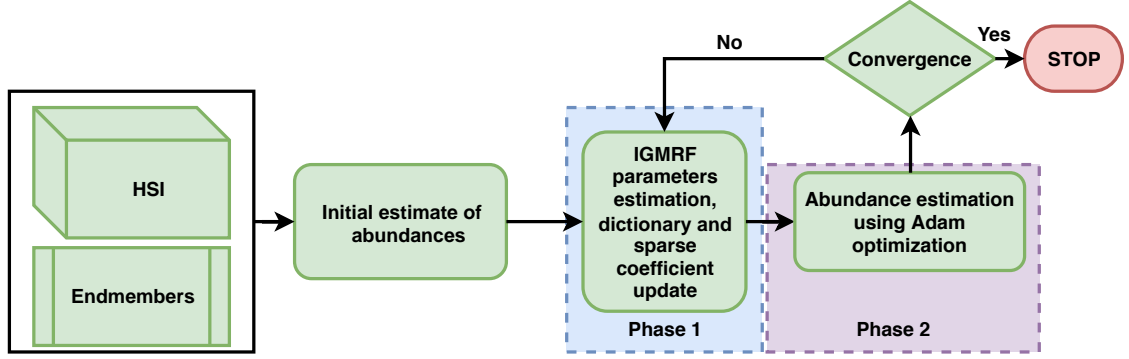 HSI
Endmembers
Initial estimate of
abundances
IGMRF
parameters
estimation,
dictionary and
sparse
coefficient
update
Phase 1
Abundance estimation
using Adam
optimization
Phase 2
Convergence
No
Yes
STOP